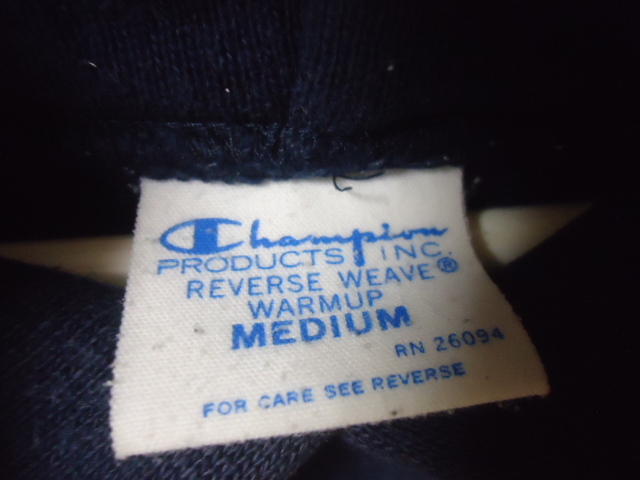 Champion
PRODUCTS INC.
REVERSE WEAVE®
WARMUP
MEDIUM
RN 26094
FOR CARE SEE REVERSE